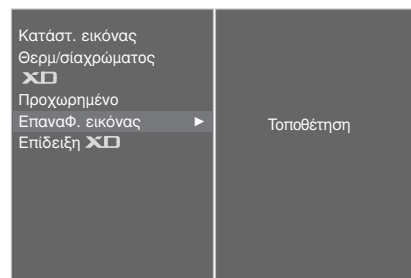 Κατάστ. εικόνας
Θερμ/σίαχρώματος
XD
Προχωρημένο
ΕπαναΦ. εικόνας ►
Τοποθέτηση
Επίδειξη XD